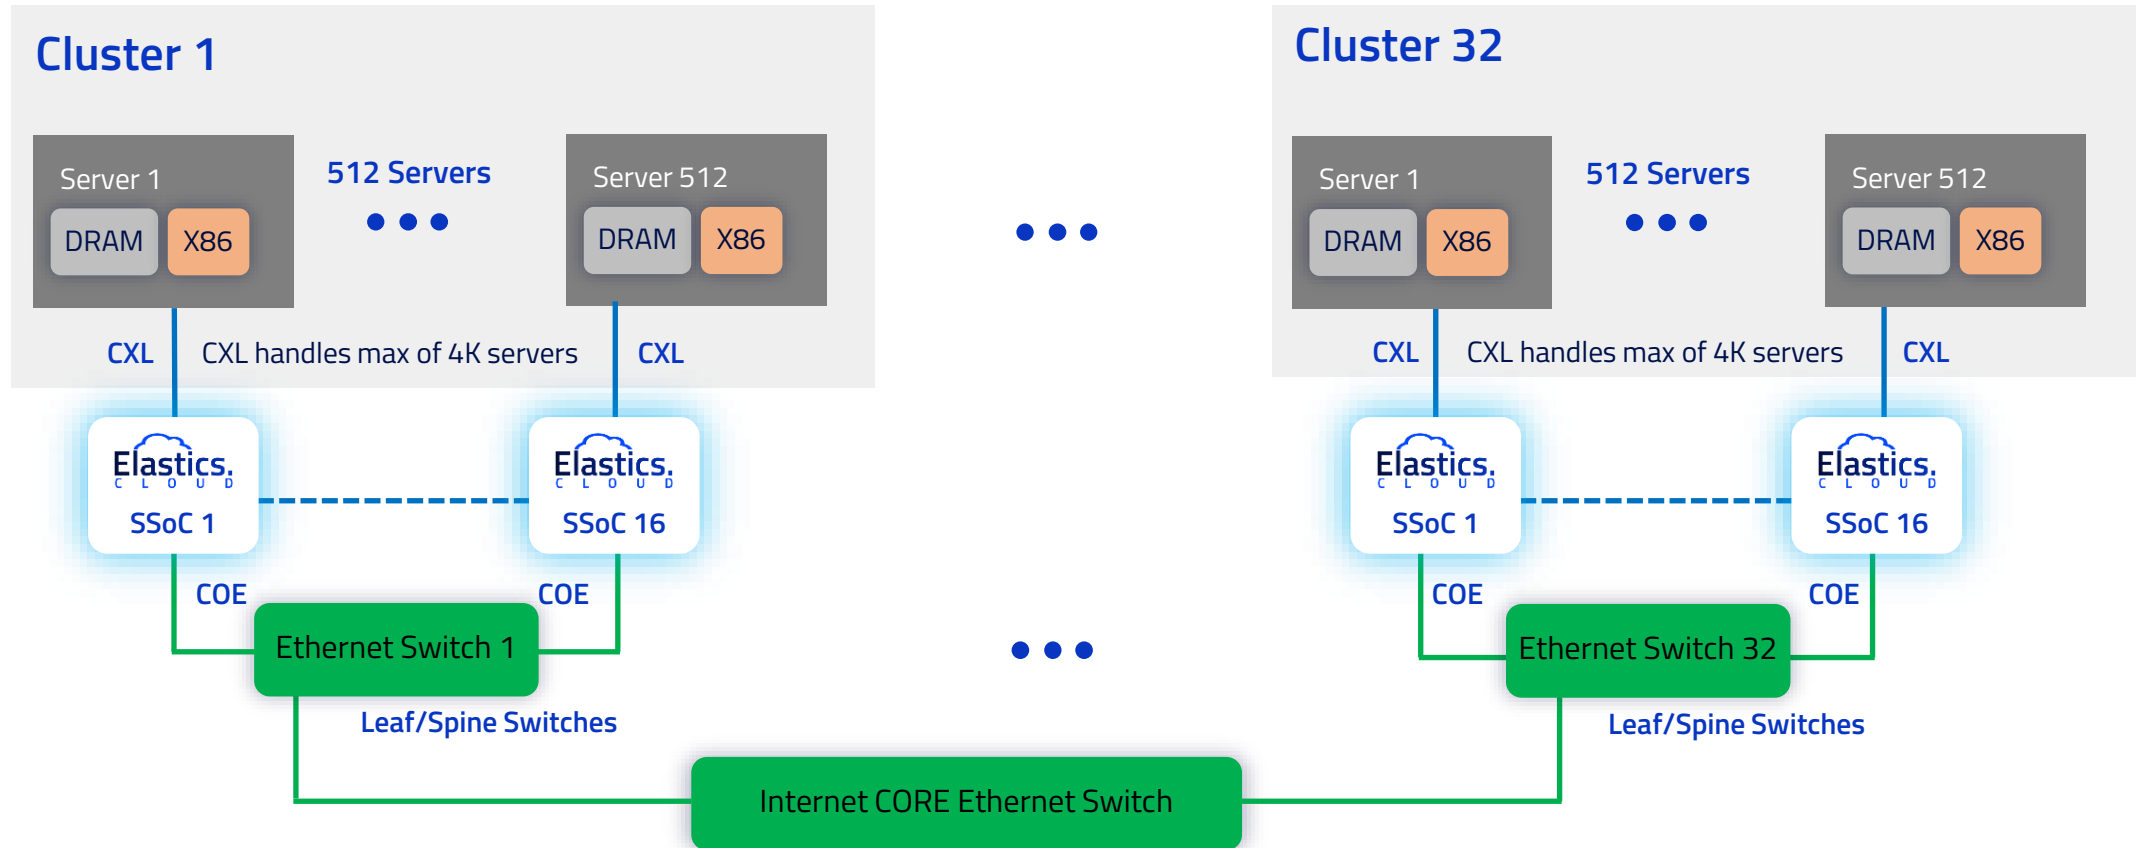 Cluster 1
Server 1
DRAM
X86
512 Servers
Server 512
DRAM
X86
CXL
CXL handles max of 4K servers
CXL
Elastics.
CLOUD
SSoC 1
Elastics.
CLOUD
SSoC 16
COE
COE
Ethernet Switch 1
Leaf/Spine Switches
Cluster 32
Server 1
DRAM
X86
512 Servers
Server 512
DRAM
X86
CXL
CXL handles max of 4K servers
CXL
Elastics.
CLOUD
SSoC 1
Elastics.
CLOUD
SSoC 16
COE
COE
Ethernet Switch 32
Leaf/Spine Switches
Internet CORE Ethernet Switch